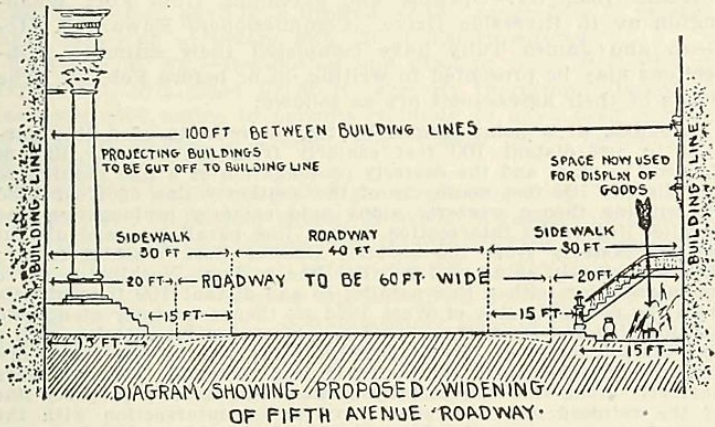 100 FT BETWEEN BUILDING LINES
PROJECTING BUILDINGS
TO BE CUT OFF TO BUILDING LINE
SPACE NOW USED
FOR DISPLAY OF
GOODS
BUILDING LINE
BUILDING LINE
SIDEWALK
30 FT
ROADWAY
40 FT
SIDEWALK
30 FT
20 FT
ROADWAY TO BE 60 FT WIDE
20 FT.
15 FT
15 FT.
15 FT
15 FT.
DIAGRAM SHOWING PROPOSED WIDENING
OF FIFTH AVENUE ROADWAY.